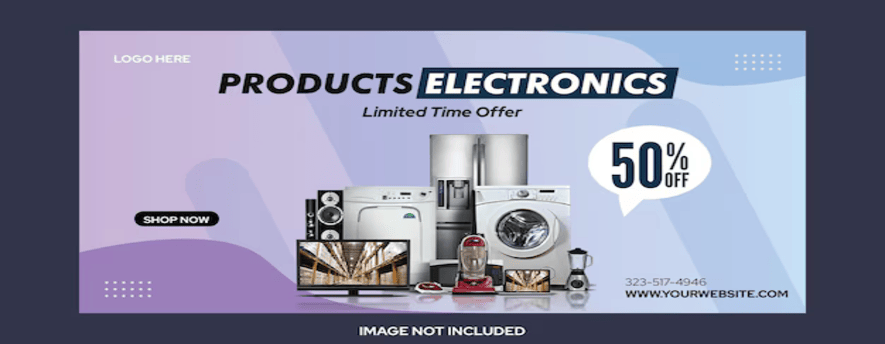 LOGO HERE
PRODUCTS ELECTRONICS
Limited Time Offer
50% OFF
SHOP NOW
323-517-4946
WWW.YOURWEBSITE.COM
IMAGE NOT INCLUDED